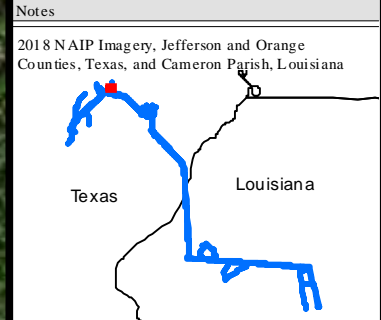 Notes
2018 NAIP Imagery, Jefferson and Orange
Counties, Texas, and Cameron Parish, Louisiana
Louisiana
Texas